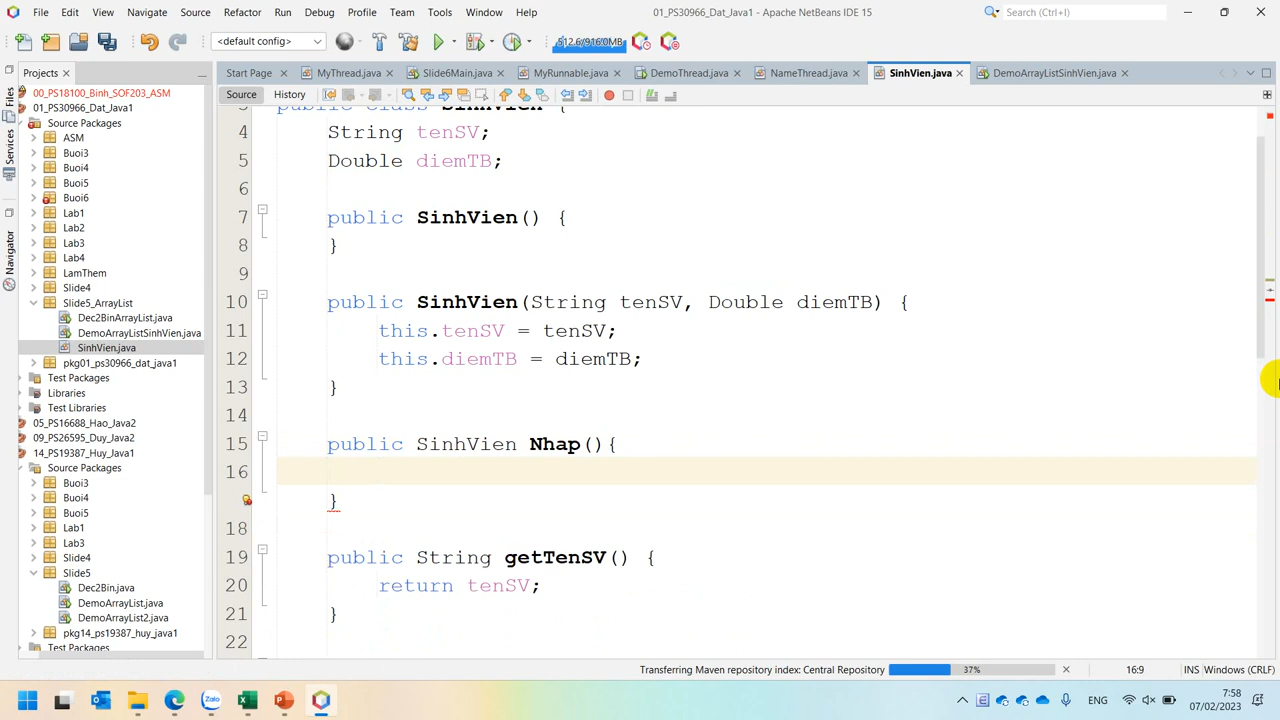 File Edit View Navigate Source Refactor Run Debug Profile Team Tools Window Help 01_PS30966_Dat_Java1 - Apache NetBeans IDE 15 Search (Ctrl+I)
<default config> 512.6/916.0MB
Projects Start Page MyThread.java Slide6Main.java MyRunnable.java DemoThread.java NameThread.java SinhVien.java DemoArrayListSinhVien.java
Source History
Files
Services
Navigator
00_PS18100_Binh_SOF203_ASM
01_PS30966_Dat_Java1
Source Packages
ASM
Buoi3
Buoi4
Buoi5
Buoi6
Lab1
Lab2
Lab3
Lab4
LamThem
Slide4
Slide5_ArrayList
Dec2BinArrayList.java
DemoArrayListSinhVien.java
SinhVien.java
pkg01_ps30966_dat_java1
Test Packages
Libraries
Test Libraries
05_PS16688_Hao_Java2
09_PS26595_Duy_Java2
14_PS19387_Huy_Java1
Source Packages
Buoi3
Buoi4
Buoi5
Lab1
Lab3
Slide4
Slide5
Dec2Bin.java
DemoArrayList.java
DemoArrayList2.java
pkg14_ps19387_huy_java1
Test Packages
public class SinhVien {
4 String tenSV;
5 Double diemTB;
6
7 public SinhVien() {
8 }
9
10 public SinhVien(String tenSV, Double diemTB) {
11 this.tenSV = tenSV;
12 this.diemTB = diemTB;
13 }
14
15 public SinhVien Nhap(){
16
}
18
19 public String getTenSV() {
20 return tenSV;
21 }
22
Transferring Maven repository index: Central Repository 37% 16:9 INS Windows (CRLF)
ENG 7:58
07/02/2023